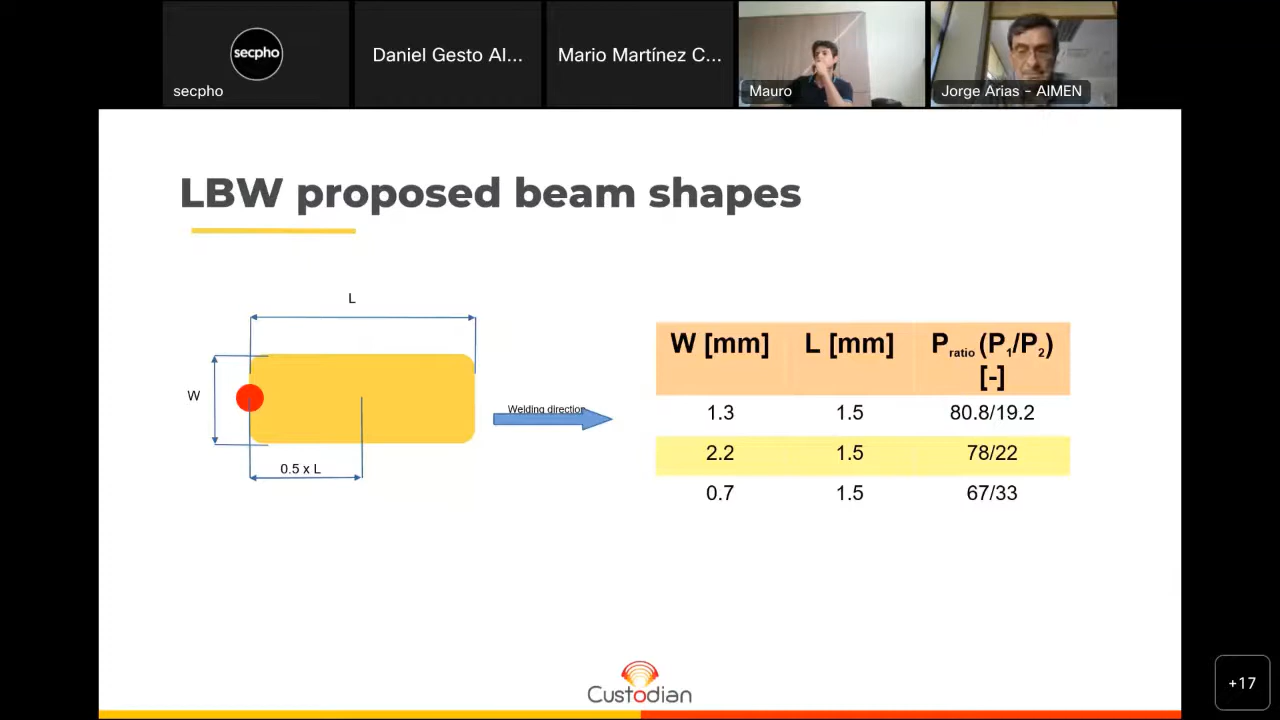 secpho
secpho
Daniel Gesto Al...
Mario Martínez C...
Mauro
Jorge Arias - AIMEN
LBW proposed beam shapes
L
W
0.5 x L
Welding direction
W [mm] L [mm] Pratio (P1/P2)
[-]
1.3 1.5 80.8/19.2
2.2 1.5 78/22
0.7 1.5 67/33
Custodian
+17